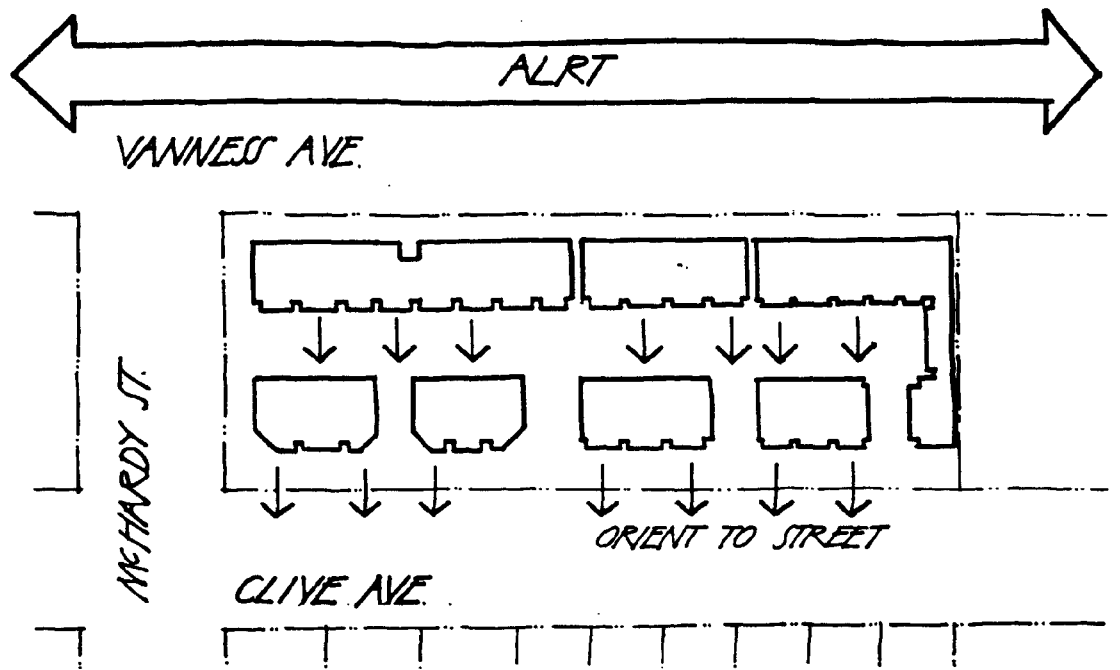 ALRT
VANNESS AVE.
MCHARDY ST.
ORIENT TO STREET
CLIVE AVE.